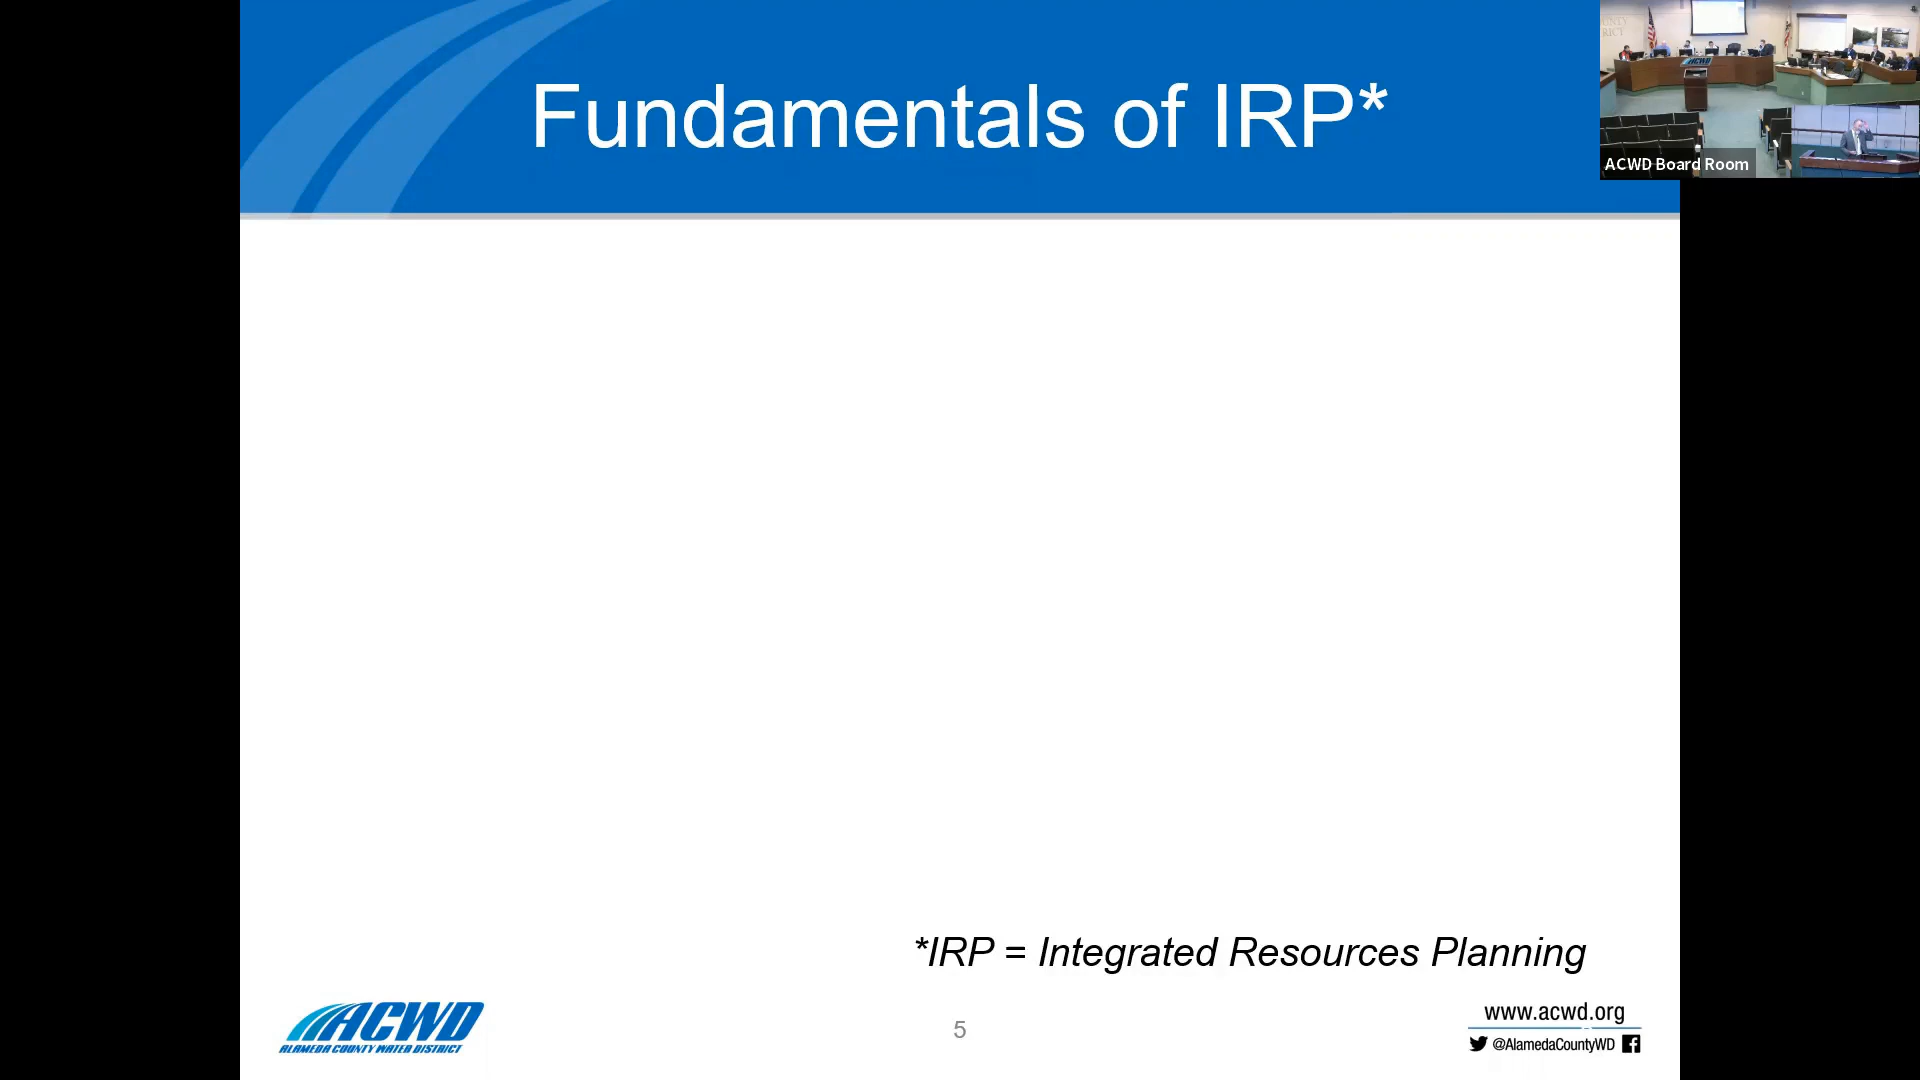 Fundamentals of IRP*
ACWD Board Room
*IRP = Integrated Resources Planning
ACWD
ALAMEDA COUNTY WATER DISTRICT
5
www.acwd.org
@AlamedaCountyWD